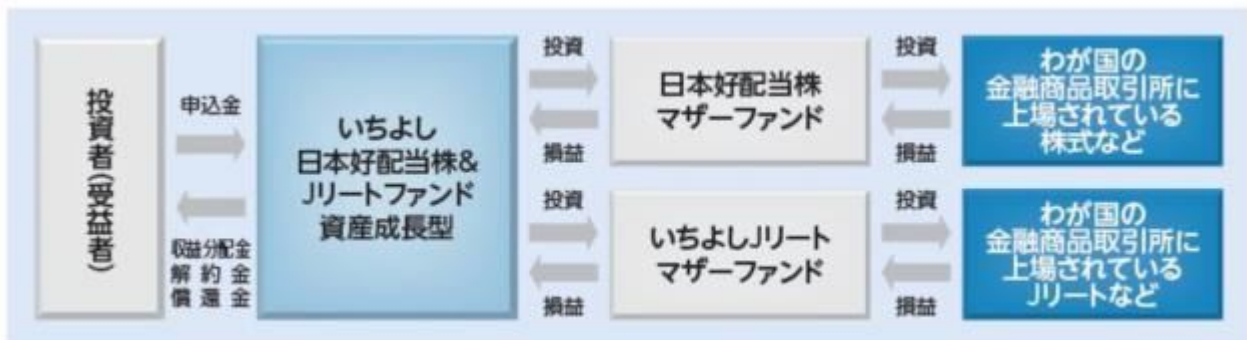 投資者(受益者)
申込金
収益分配金
解約金
償還金
いちよし
日本好配当株&
Jリートファンド
資産成長型
投資
損益
日本好配当株
マザーファンド
投資
損益
わが国の
金融商品取引所に
上場されている
株式など
投資
損益
いちよしJリート
マザーファンド
投資
損益
わが国の
金融商品取引所に
上場されている
Jリートなど